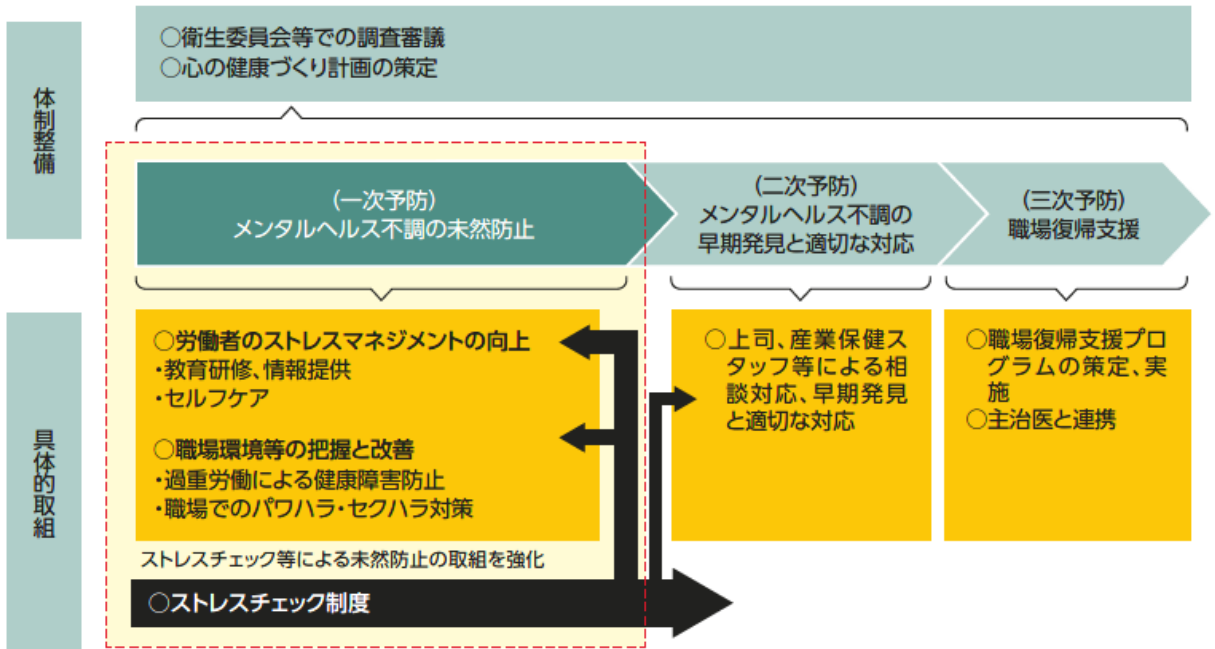 体制整備
○衛生委員会等での調査審議
○心の健康づくり計画の策定
(一次予防)
メンタルヘルス不調の未然防止
(二次予防)
メンタルヘルス不調の
早期発見と適切な対応
(三次予防)
職場復帰支援
具体的取組
○労働者のストレスマネジメントの向上
・教育研修、情報提供
・セルフケア
○職場環境等の把握と改善
・過重労働による健康障害防止
・職場でのパワハラ・セクハラ対策
○上司、産業保健ス
タッフ等による相
談対応、早期発見
と適切な対応
○職場復帰支援プロ
グラムの策定、実
施
○主治医と連携
ストレスチェック等による未然防止の取組を強化
○ストレスチェック制度